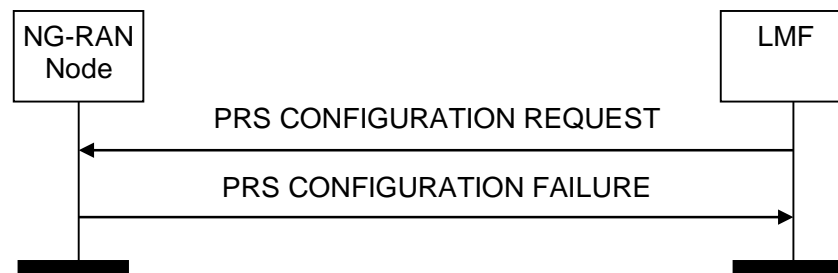 NG-RAN
Node
LMF
PRS CONFIGURATION REQUEST
PRS CONFIGURATION FAILURE